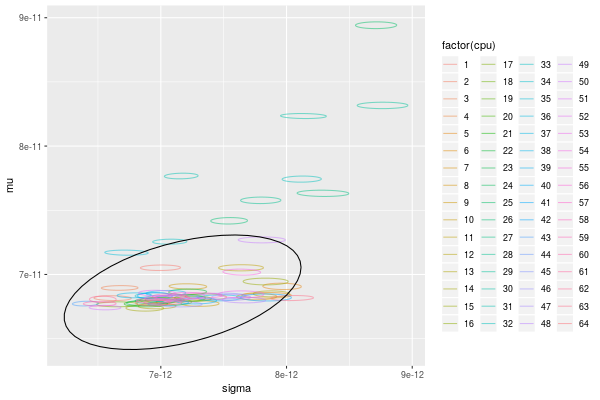 9e-11
8e-11
7e-11
mu
7e-12 8e-12 9e-12
sigma
factor(cpu)
1 17 33 49
2 18 34 50
3 19 35 51
4 20 36 52
5 21 37 53
6 22 38 54
7 23 39 55
8 24 40 56
9 25 41 57
10 26 42 58
11 27 43 59
12 28 44 60
13 29 45 61
14 30 46 62
15 31 47 63
16 32 48 64